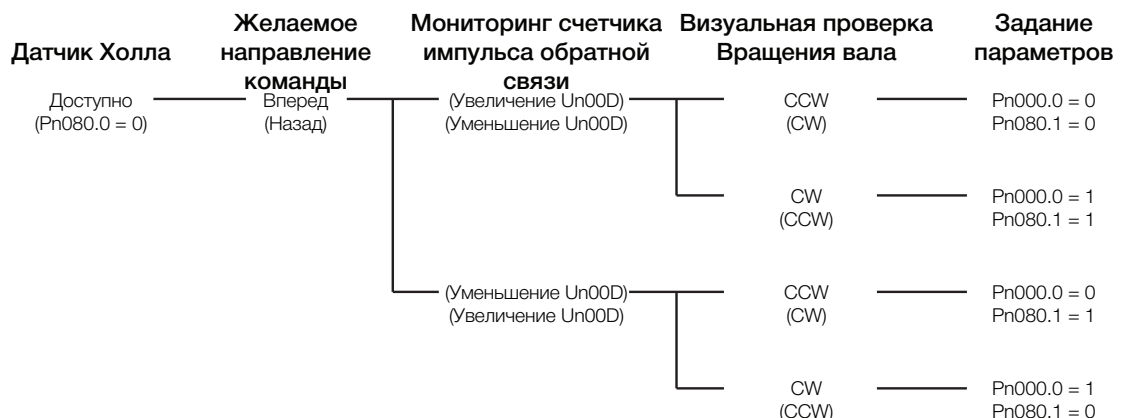 Датчик Холла
Желаемое
направление
команды
Мониторинг счетчика
импульса обратной
связи
Визуальная проверка
Вращения вала
Задание
параметров
Доступно
(Pn080.0 = 0)
Вперед
(Назад)
(Увеличение Un00D)
(Уменьшение Un00D)
CCW
(CW)
Pn000.0 = 0
Pn080.1 = 0
CW
(CCW)
Pn000.0 = 1
Pn080.1 = 1
(Уменьшение Un00D)
(Увеличение Un00D)
CCW
(CW)
Pn000.0 = 0
Pn080.1 = 1
CW
(CCW)
Pn000.0 = 1
Pn080.1 = 0